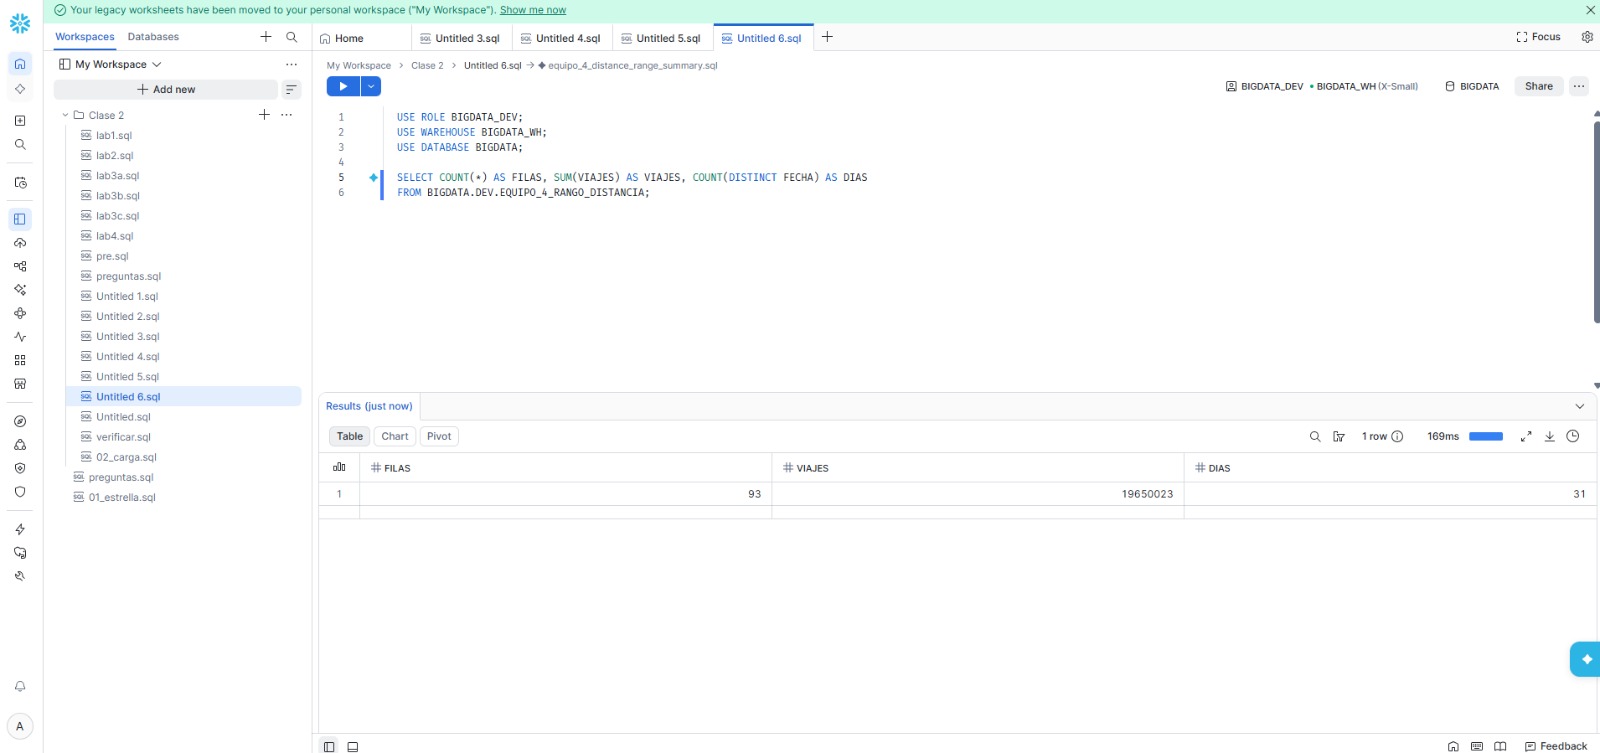 Your legacy worksheets have been moved to your personal workspace ("My Workspace"). Show me now
Workspaces
Databases
My Workspace
Add new
Clase 2
lab1.sql
lab2.sql
lab3a.sql
lab3b.sql
lab3c.sql
lab4.sql
pre.sql
preguntas.sql
Untitled 1.sql
Untitled 2.sql
Untitled 3.sql
Untitled 4.sql
Untitled 5.sql
Untitled 6.sql
Untitled.sql
verificar.sql
02_carga.sql
preguntas.sql
01_estrella.sql
A
Home
Untitled 3.sql
Untitled 4.sql
Untitled 5.sql
Untitled 6.sql
Focus
My Workspace > Clase 2 > Untitled 6.sql → equipo_4_distance_range_summary.sql
BIGDATA_DEV • BIGDATA_WH (X-Small)
BIGDATA
Share
1 USE ROLE BIGDATA_DEV;
2 USE WAREHOUSE BIGDATA_WH;
3 USE DATABASE BIGDATA;
4
5 SELECT COUNT(*) AS FILAS, SUM(VIAJES) AS VIAJES, COUNT(DISTINCT FECHA) AS DIAS
6 FROM BIGDATA.DEV.EQUIPO_4_RANGO_DISTANCIA;
Results (just now)
Table
Chart
Pivot
1 row
169ms
FILAS
VIAJES
DIAS
1 93 19650023 31
Feedback